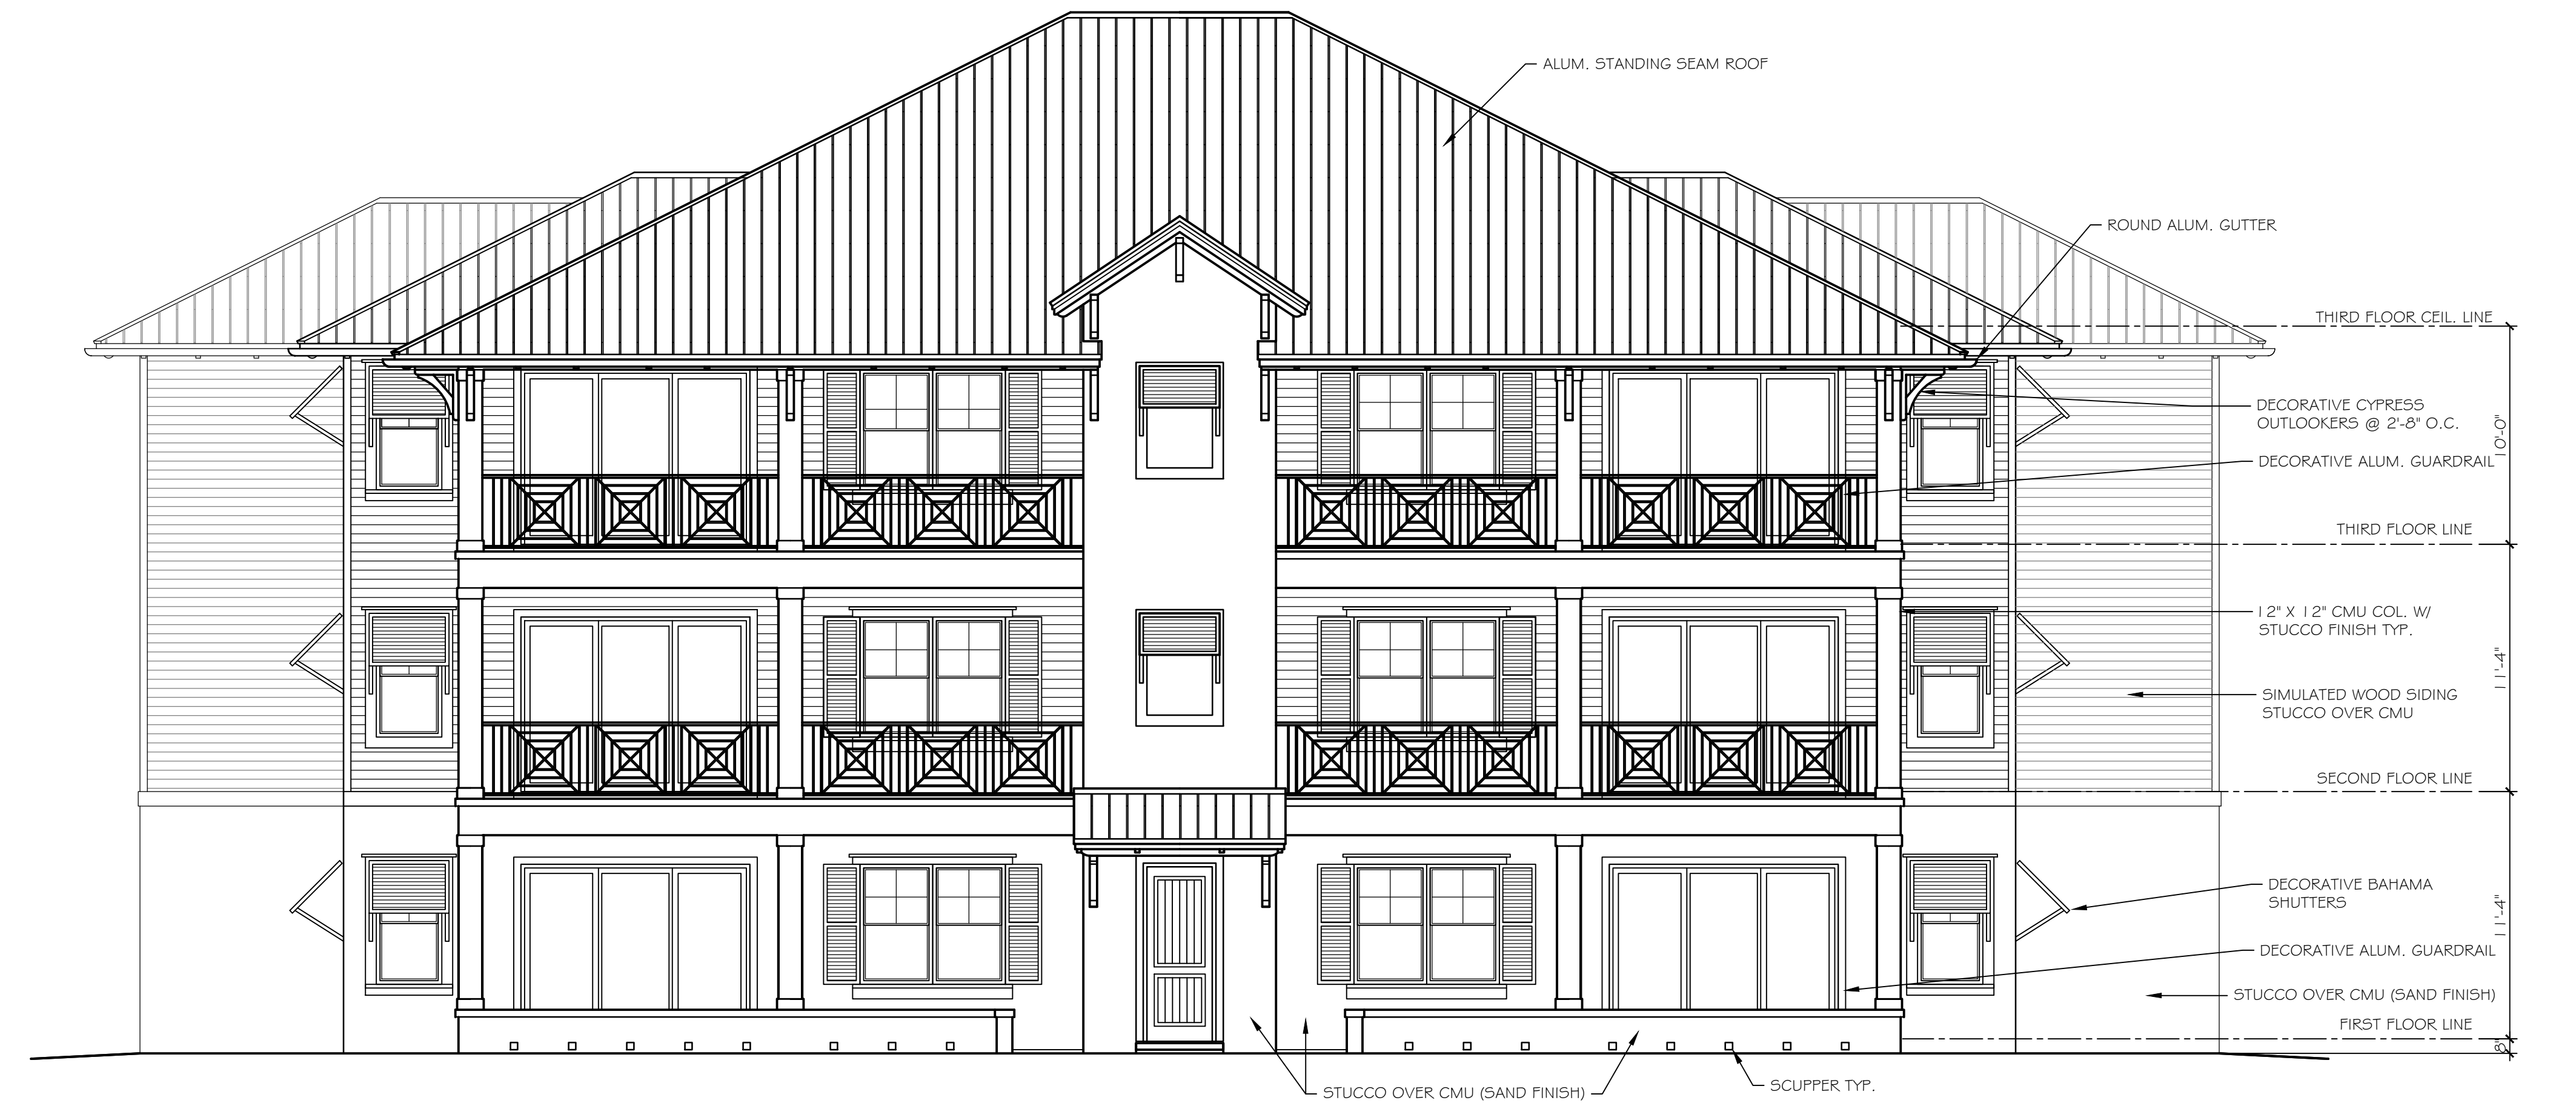 ALUM. STANDING SEAM ROOF
ROUND ALUM. GUTTER
THIRD FLOOR CEIL. LINE
DECORATIVE CYPRESS
OUTLOOKERS @ 2'-8" O.C.
10'-0"
DECORATIVE ALUM. GUARDRAIL
THIRD FLOOR LINE
12" X 12" CMU COL. W/
STUCCO FINISH TYP.
11'-4"
SIMULATED WOOD SIDING
STUCCO OVER CMU
SECOND FLOOR LINE
DECORATIVE BAHAMA
SHUTTERS
11'-4"
DECORATIVE ALUM. GUARDRAIL
STUCCO OVER CMU (SAND FINISH)
FIRST FLOOR LINE
8"
SCUPPER TYP.
STUCCO OVER CMU (SAND FINISH)